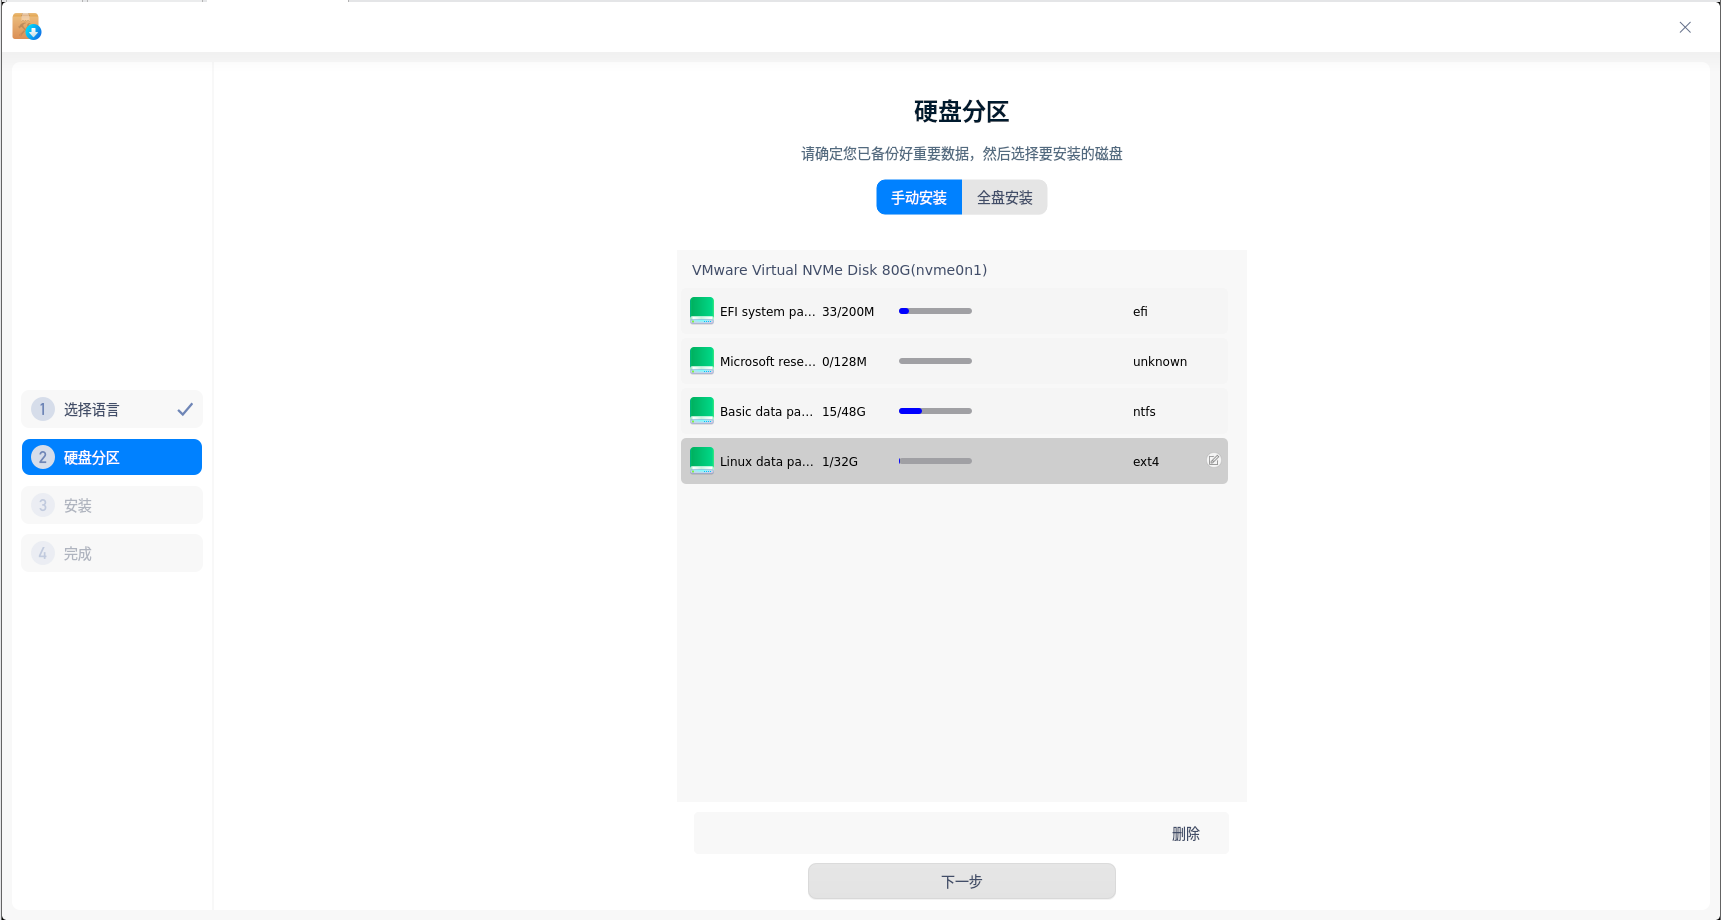 硬盘分区
请确定您已备份好重要数据，然后选择要安装的磁盘
手动安装 全盘安装
VMware Virtual NVMe Disk 80G(nvme0n1)
EFI system pa... 33/200M efi
Microsoft rese... 0/128M unknown
Basic data pa... 15/48G ntfs
Linux data pa... 1/32G ext4
1 选择语言
2 硬盘分区
3 安装
4 完成
删除
下一步